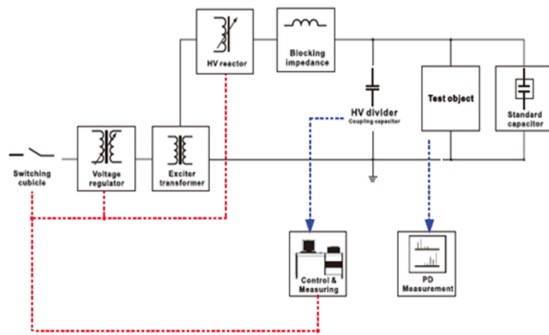 HV reactor
Blocking
impedance
HV divider
Coupling capacitor
Test object
Standard
capacitor
Switching
cubicle
Voltage
regulator
Exciter
transformer
Control &
Measuring
PD
Measurement